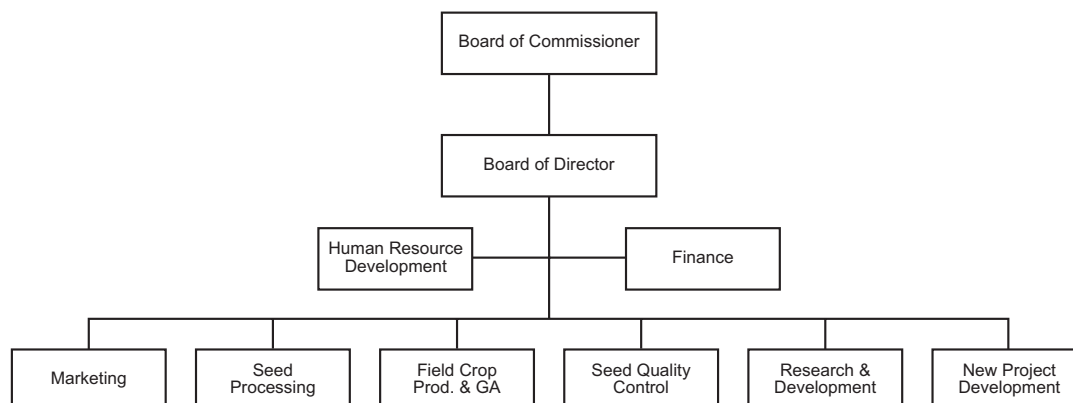 Board of Commissioner
Board of Director
Human Resource
Development
Finance
Marketing
Seed
Processing
Field Crop
Prod. & GA
Seed Quality
Control
Research &
Development
New Project
Development